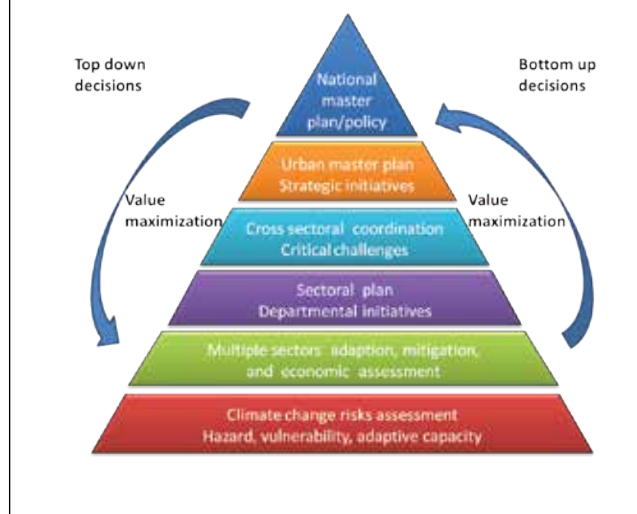 Top down
decisions
Bottom up
decisions
National
master
plan/policy
Urban master plan
Strategic initiatives
Value
maximization
Value
maximization
Cross sectoral coordination
Critical challenges
Sectoral plan
Departmental initiatives
Multiple sectors adaption, mitigation,
and economic assessment
Climate change risks assessment
Hazard, vulnerability, adaptive capacity